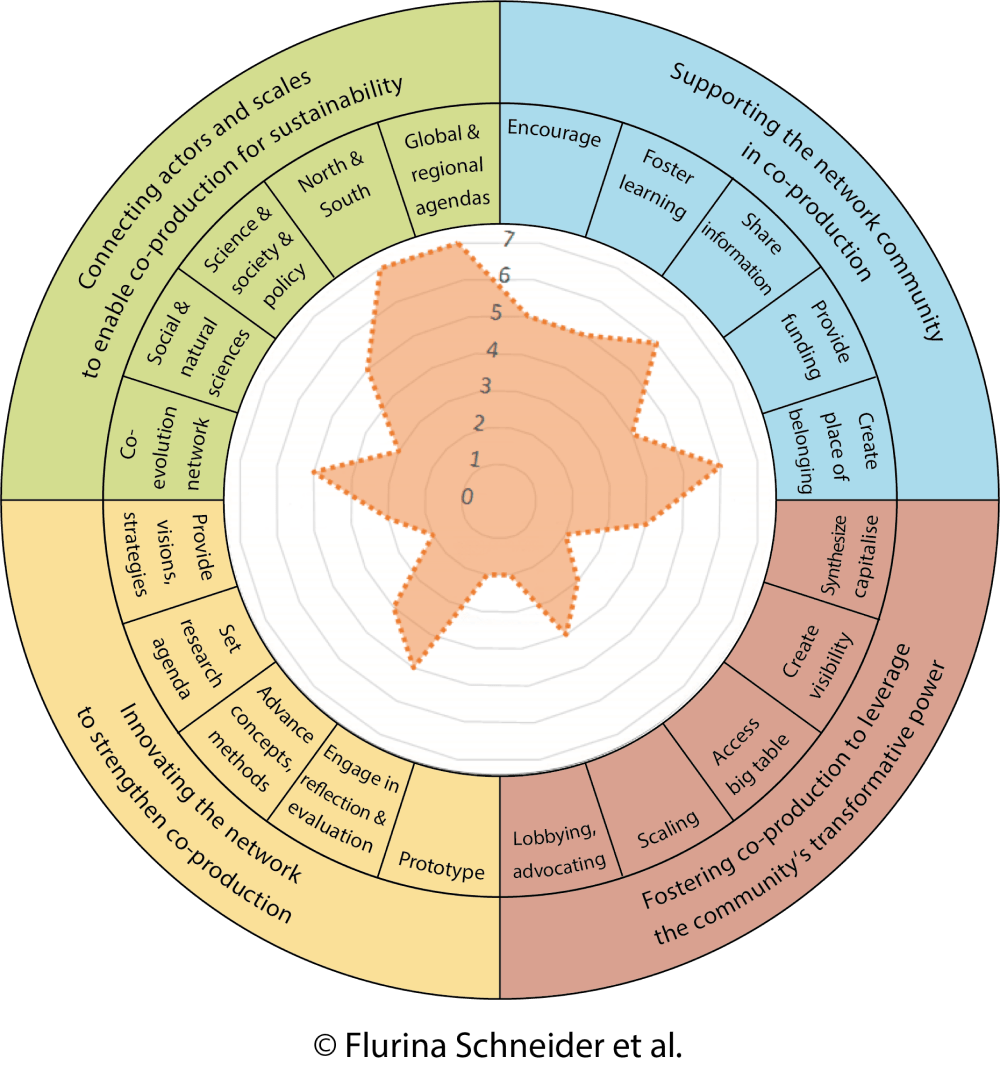 Connecting actors and scales
to enable co-production for sustainability
Supporting the network community
in co-production
Global &
regional
agendas
North &
South
Science &
society &
policy
Social &
natural
sciences
Co-
evolution
network
Encourage
Foster
learning
Share
information
Provide
funding
Create
place of
belonging
7
6
5
4
3
2
1
0
Provide
visions,
strategies
Set
research
agenda
Advance
concepts,
methods
Engage in
reflection &
evaluation
Prototype
Synthesize
capitalise
Create
visibility
Access
big table
Scaling
Lobbying,
advocating
Innovating the network
to strengthen co-production
Fostering co-production to leverage
the community's transformative power
© Flurina Schneider et al.